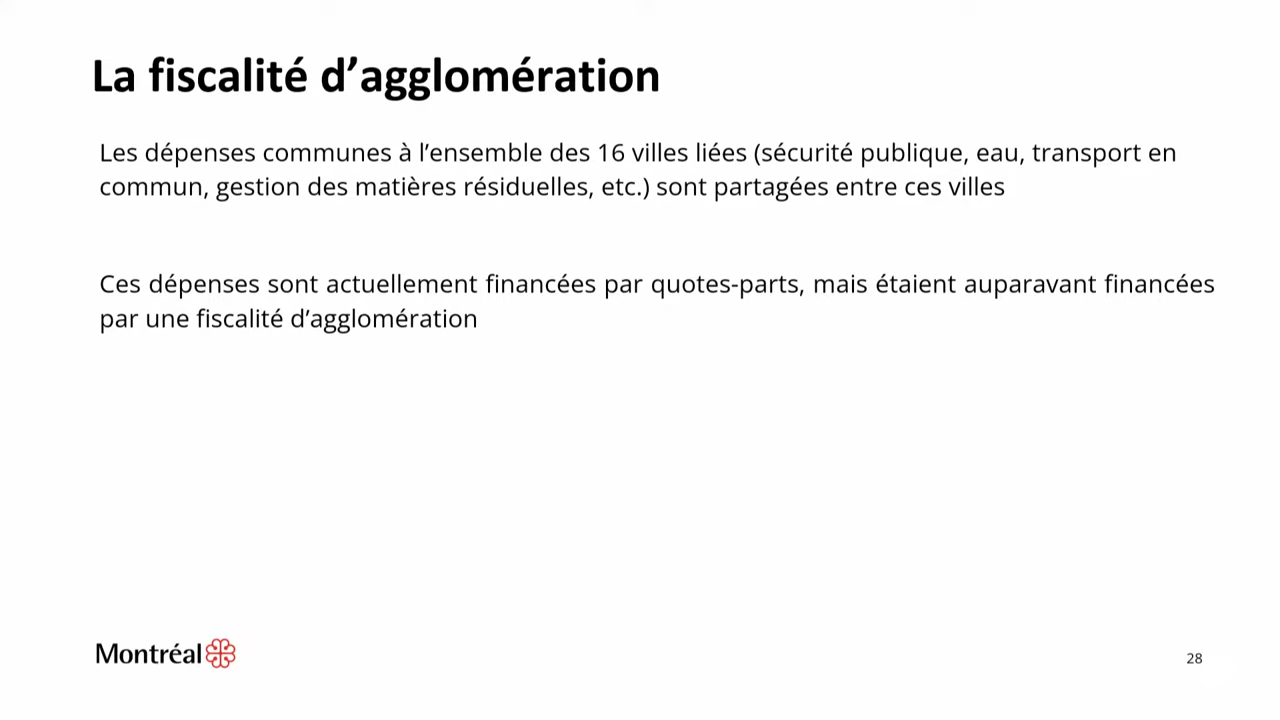 La fiscalité d’agglomération
Les dépenses communes à l’ensemble des 16 villes liées (sécurité publique, eau, transport en
commun, gestion des matières résiduelles, etc.) sont partagées entre ces villes
Ces dépenses sont actuellement financées par quotes-parts, mais étaient auparavant financées
par une fiscalité d’agglomération
Montréal
28